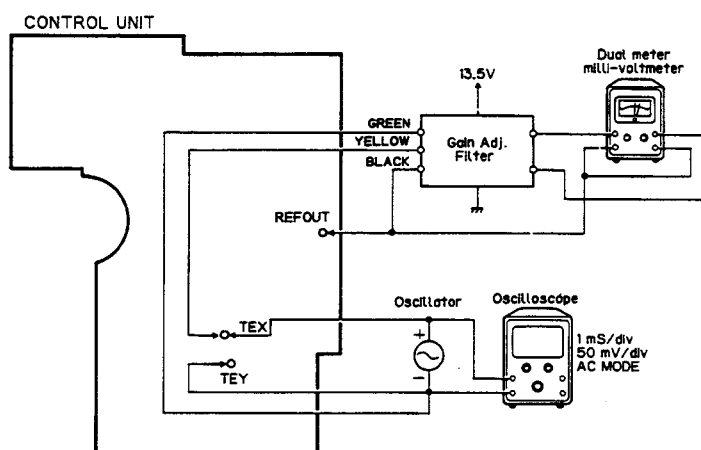 CONTROL UNIT
Dual meter
milli-voltmeter
13.5V
GREEN
YELLOW
BLACK
Gain Adj.
Filter
REFOUT
Oscillator
Oscilloscope
+
TEX
1 mS/div
50 mV/div
AC MODE
−
TEY